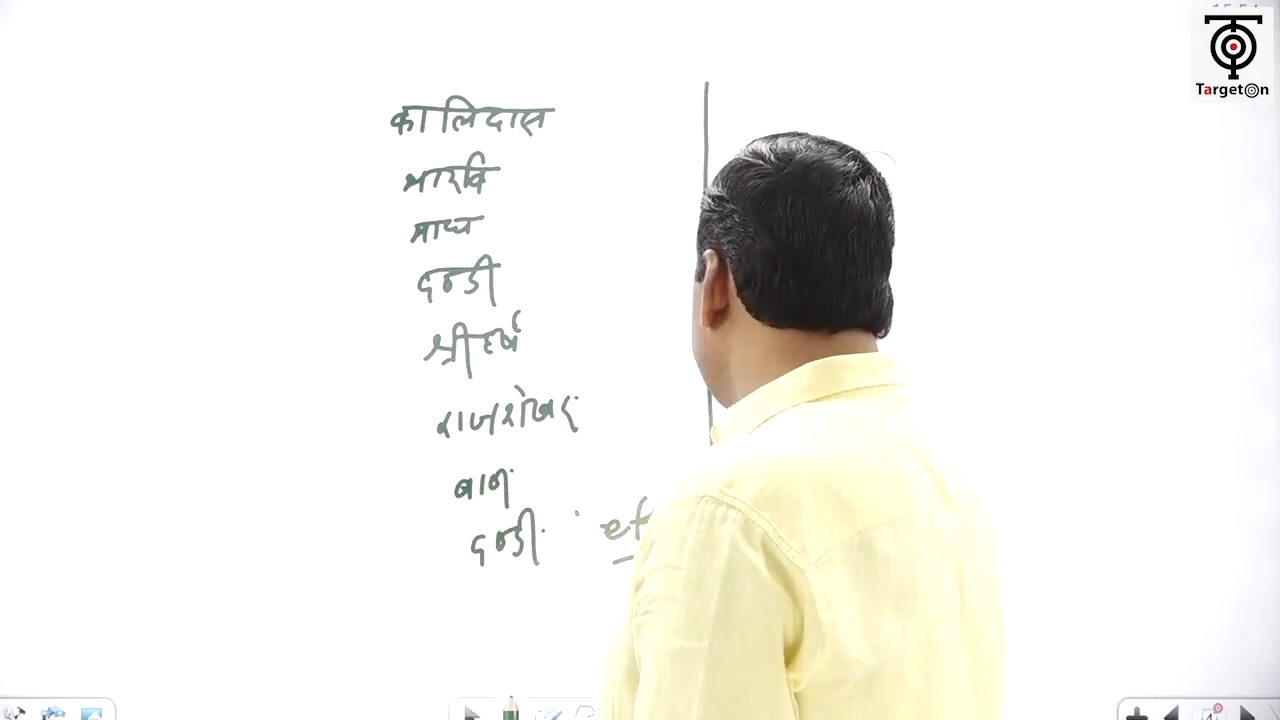 कालिदास
भारवि
माघ
दण्डी
श्रीहर्ष
राजशेखर
बाण
दण्डी
TargetOn